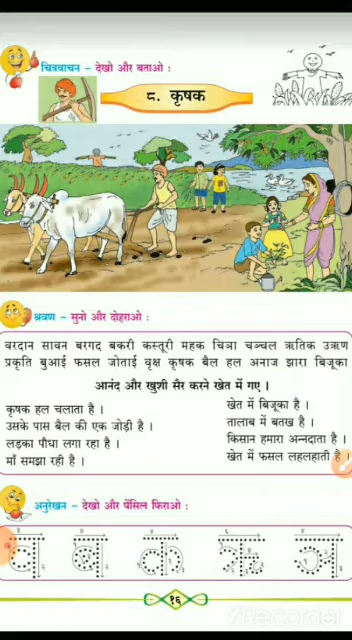 चित्रवाचन – देखो और बताओ :
८. कृषक
श्रवण – सुनो और दोहराओ :
वरदान सावन बरगद बकरी कस्तूरी महक चिञा चञ्चल ऋतिक उऋण
प्रकृति बुआई फसल जोताई वृक्ष कृषक बैल हल अनाज झारा बिजूका
आनंद और खुशी सैर करने खेत में गए ।
कृषक हल चलाता है ।
उसके पास बैल की एक जोड़ी है ।
लड़का पौधा लगा रहा है ।
माँ समझा रही है ।
खेत में बिजूका है ।
तालाब में बतख है ।
किसान हमारा अन्नदाता है ।
खेत में फसल लहलहाती है ।
अनुरेखन – देखो और पेंसिल फिराओ :
व ब क ऋ ञ
१६
XRecorder